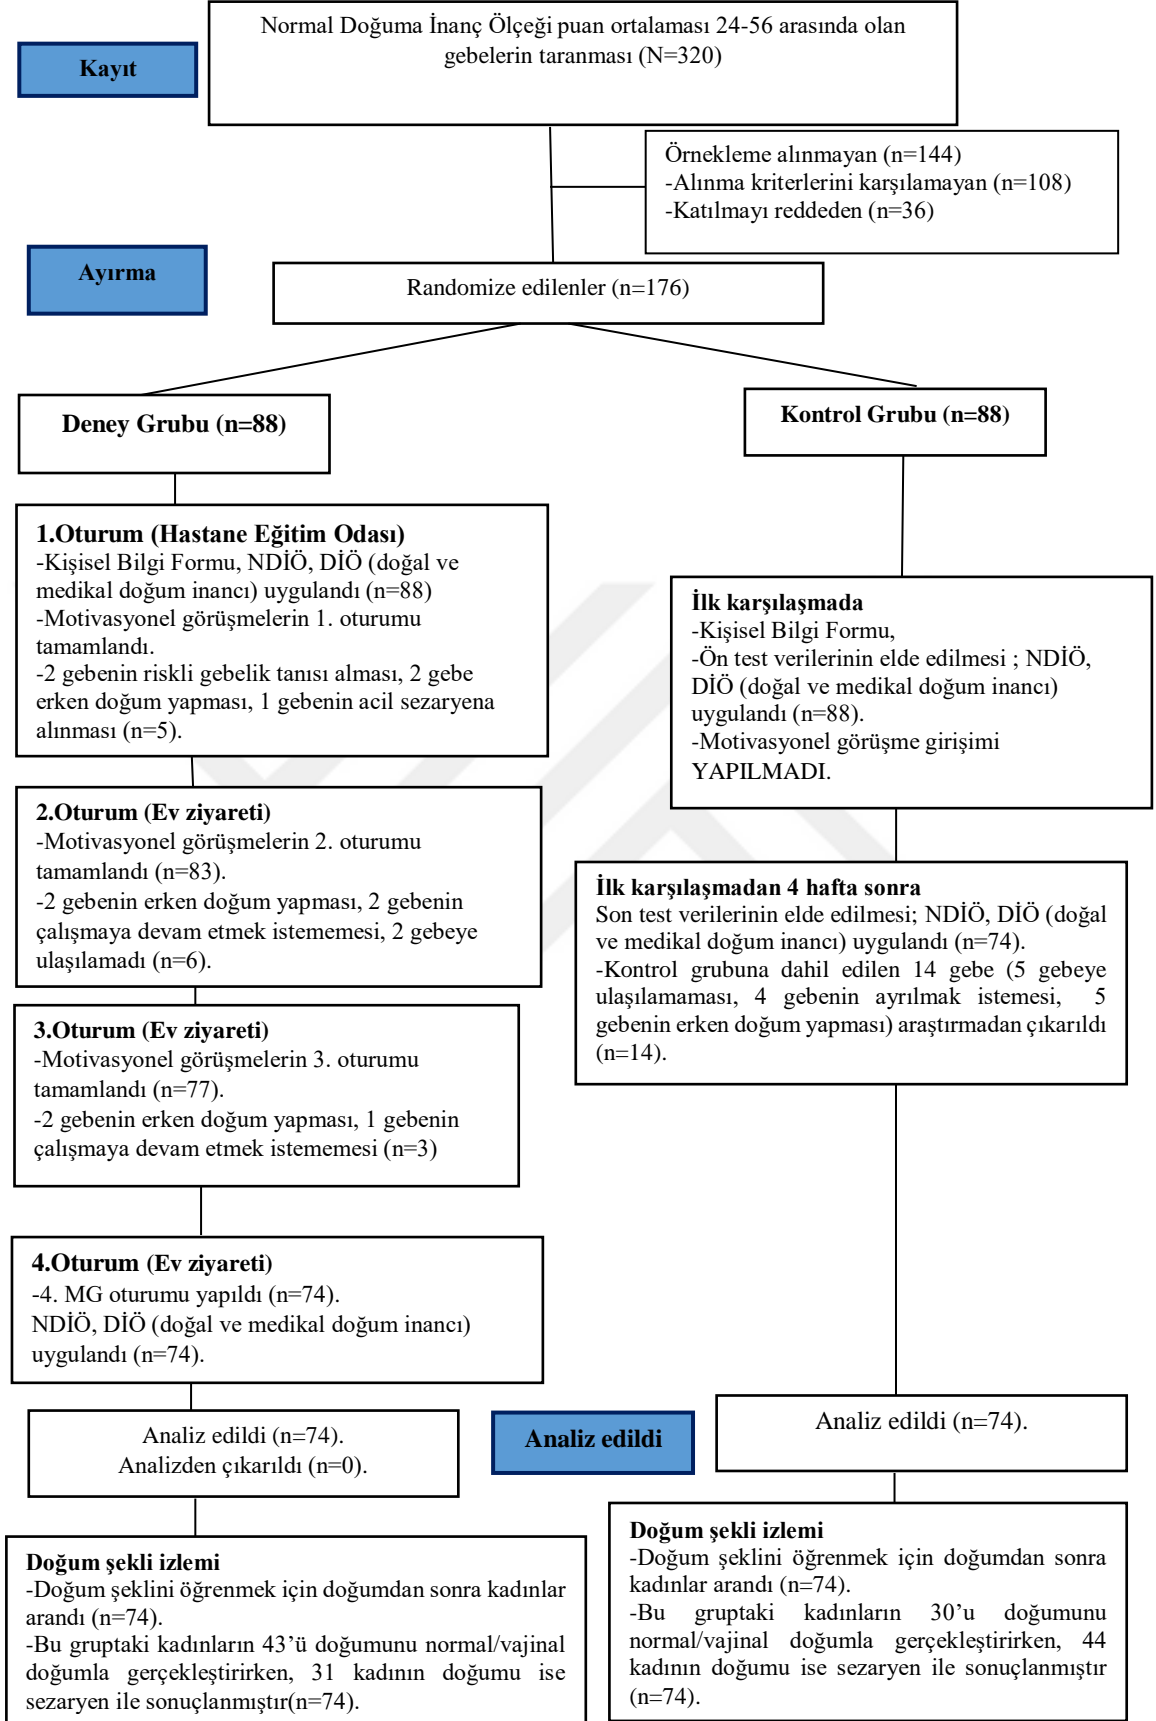 Normal Doğuma İnanç Ölçeği puan ortalaması 24-56 arasında olan
gebelerin taranması (N=320)
Kayıt
Örnekleme alınmayan (n=144)
-Alınma kriterlerini karşılamayan (n=108)
-Katılmayı reddeden (n=36)
Ayırma
Randomize edilenler (n=176)
Deney Grubu (n=88)
Kontrol Grubu (n=88)
1.Oturum (Hastane Eğitim Odası)
-Kişisel Bilgi Formu, NDİÖ, DİÖ (doğal ve
medikal doğum inancı) uygulandı (n=88)
-Motivasyonel görüşmelerin 1. oturumu
tamamlandı.
-2 gebenin riskli gebelik tanısı alması, 2 gebe
erken doğum yapması, 1 gebenin acil sezaryena
alınması (n=5).
İlk karşılaşmada
-Kişisel Bilgi Formu,
-Ön test verilerinin elde edilmesi ; NDİÖ,
DİÖ (doğal ve medikal doğum inancı)
uygulandı (n=88).
-Motivasyonel görüşme girişimi
YAPILMADI.
2.Oturum (Ev ziyareti)
-Motivasyonel görüşmelerin 2. oturumu
tamamlandı (n=83).
-2 gebenin erken doğum yapması, 2 gebenin
çalışmaya devam etmek istememesi, 2 gebeye
ulaşılamadı (n=6).
İlk karşılaşmadan 4 hafta sonra
Son test verilerinin elde edilmesi; NDİÖ, DİÖ (doğal
ve medikal doğum inancı) uygulandı (n=74).
-Kontrol grubuna dahil edilen 14 gebe (5 gebeye
ulaşılamaması, 4 gebenin ayrılmak istemesi, 5
gebenin erken doğum yapması) araştırmadan çıkarıldı
(n=14).
3.Oturum (Ev ziyareti)
-Motivasyonel görüşmelerin 3. oturumu
tamamlandı (n=77).
-2 gebenin erken doğum yapması, 1 gebenin
çalışmaya devam etmek istememesi (n=3)
4.Oturum (Ev ziyareti)
-4. MG oturumu yapıldı (n=74).
NDİÖ, DİÖ (doğal ve medikal doğum inancı)
uygulandı (n=74).
Analiz edildi (n=74).
Analizden çıkarıldı (n=0).
Analiz edildi
Analiz edildi (n=74).
Doğum şekli izlemi
-Doğum şeklini öğrenmek için doğumdan sonra kadınlar
arandı (n=74).
-Bu gruptaki kadınların 43’ü doğumunu normal/vajinal
doğumla gerçekleştirirken, 31 kadının doğumu ise
sezaryen ile sonuçlanmıştır(n=74).
Doğum şekli izlemi
-Doğum şeklini öğrenmek için doğumdan sonra
kadınlar arandı (n=74).
-Bu gruptaki kadınların 30’u doğumunu
normal/vajinal doğumla gerçekleştirirken, 44
kadının doğumu ise sezaryen ile sonuçlanmıştır
(n=74).